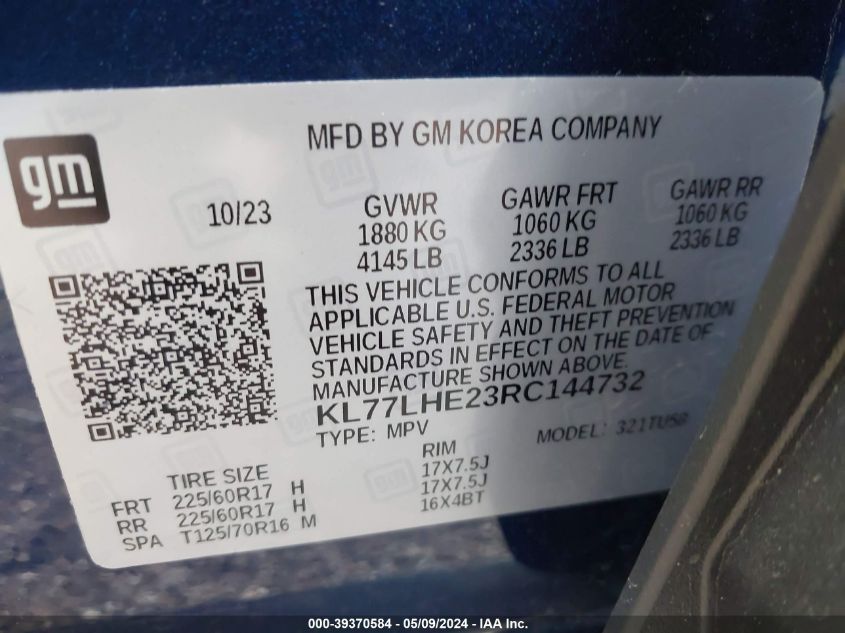 gm
MFD BY GM KOREA COMPANY
10/23
GVWR
1880 KG
4145 LB
GAWR FRT
1060 KG
2336 LB
GAWR RR
1060 KG
2336 LB
THIS VEHICLE CONFORMS TO ALL
APPLICABLE U.S. FEDERAL MOTOR
VEHICLE SAFETY AND THEFT PREVENTION
STANDARDS IN EFFECT ON THE DATE OF
MANUFACTURE SHOWN ABOVE.
KL77LHE23RC144732
TYPE: MPV
MODEL:
TIRE SIZE
RIM
FRT 225/60R17 H 17X7.5J
RR 225/60R17 H 17X7.5J
SPA T125/70R16 M 16X4BT
000-39370584 - 05/09/2024 - IAA Inc.